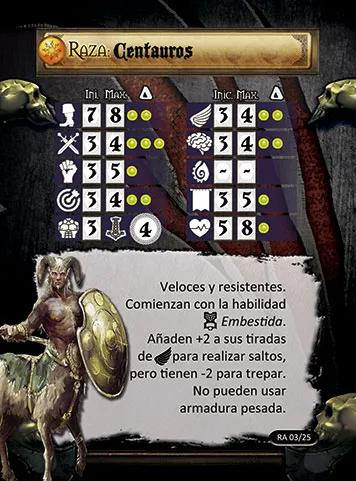 RAZA: Centauros
Ini. Max. Inic. Max.
7 8 3 4
3 4 3 4
3 5 - -
3 4 3 5
3 4 5 8
Veloces y resistentes.
Comienzan con la habilidad
Embestida.
Añaden +2 a sus tiradas
de para realizar saltos,
pero tienen -2 para trepar.
No pueden usar
armadura pesada.
RA 03/25